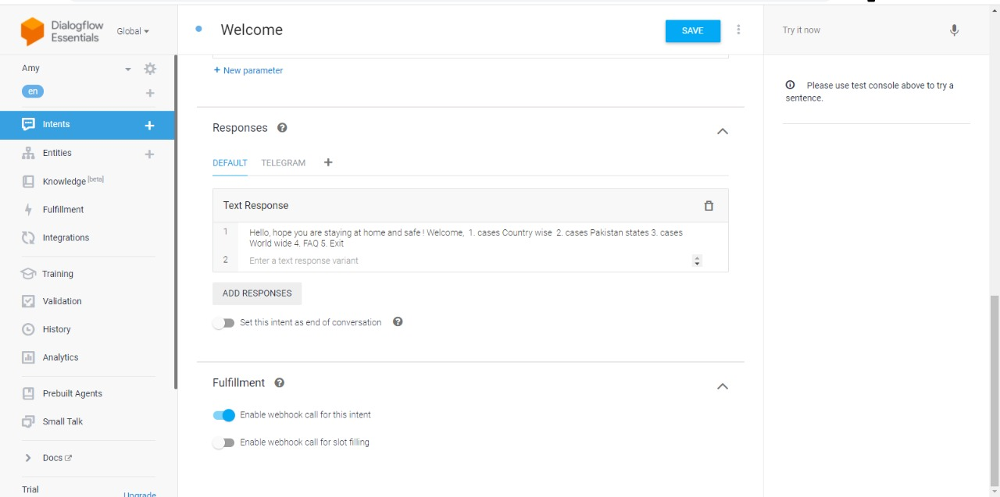 Dialogflow
Essentials
Global
Welcome
SAVE
Try it now
Amy
en
Intents
Entities
Knowledge [beta]
Fulfillment
Integrations
Training
Validation
History
Analytics
Prebuilt Agents
Small Talk
Docs
Trial
Upgrade
+ New parameter
Responses
DEFAULT TELEGRAM +
Text Response
1 Hello, hope you are staying at home and safe ! Welcome, 1. cases Country wise 2. cases Pakistan states 3. cases
World wide 4. FAQ 5. Exit
2 Enter a text response variant
ADD RESPONSES
Set this intent as end of conversation
Fulfillment
Enable webhook call for this intent
Enable webhook call for slot filling
Please use test console above to try a
sentence.